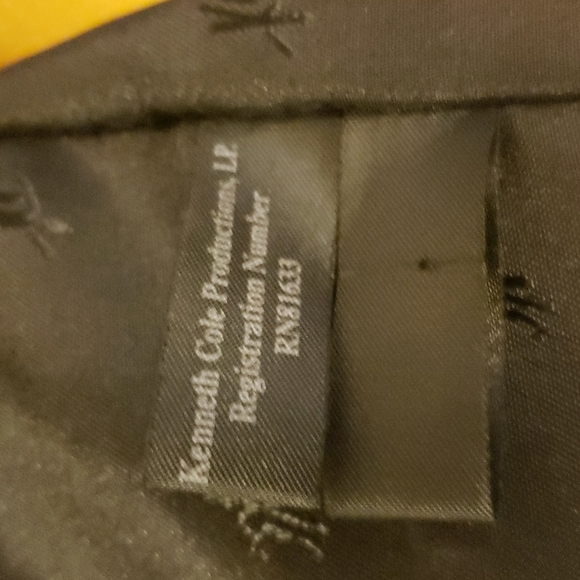 Kenneth Cole Productions, LP.
Registration Number
RN81633